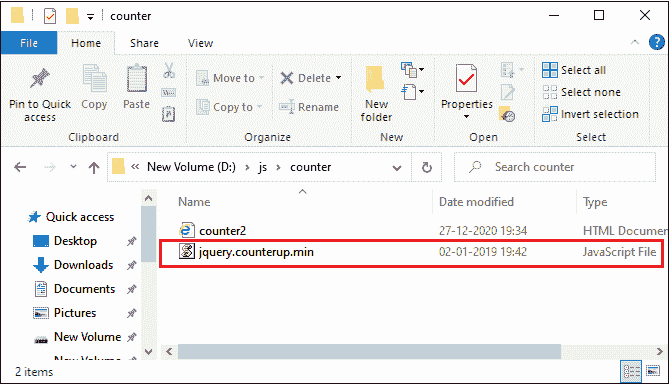 counter
File Home Share View
Pin to Quick access
Copy
Paste
Clipboard
Move to
Copy to
Delete
Rename
Organize
New folder
New
Properties
Open
Select all
Select none
Invert selection
Select
« New Volume (D:) › js › counter
Search counter
Quick access
Desktop
Downloads
Documents
Pictures
New Volume
New Volume
Name Date modified Type
counter2 27-12-2020 19:34 HTML Documen
jquery.counterup.min 02-01-2019 19:42 JavaScript File
2 items